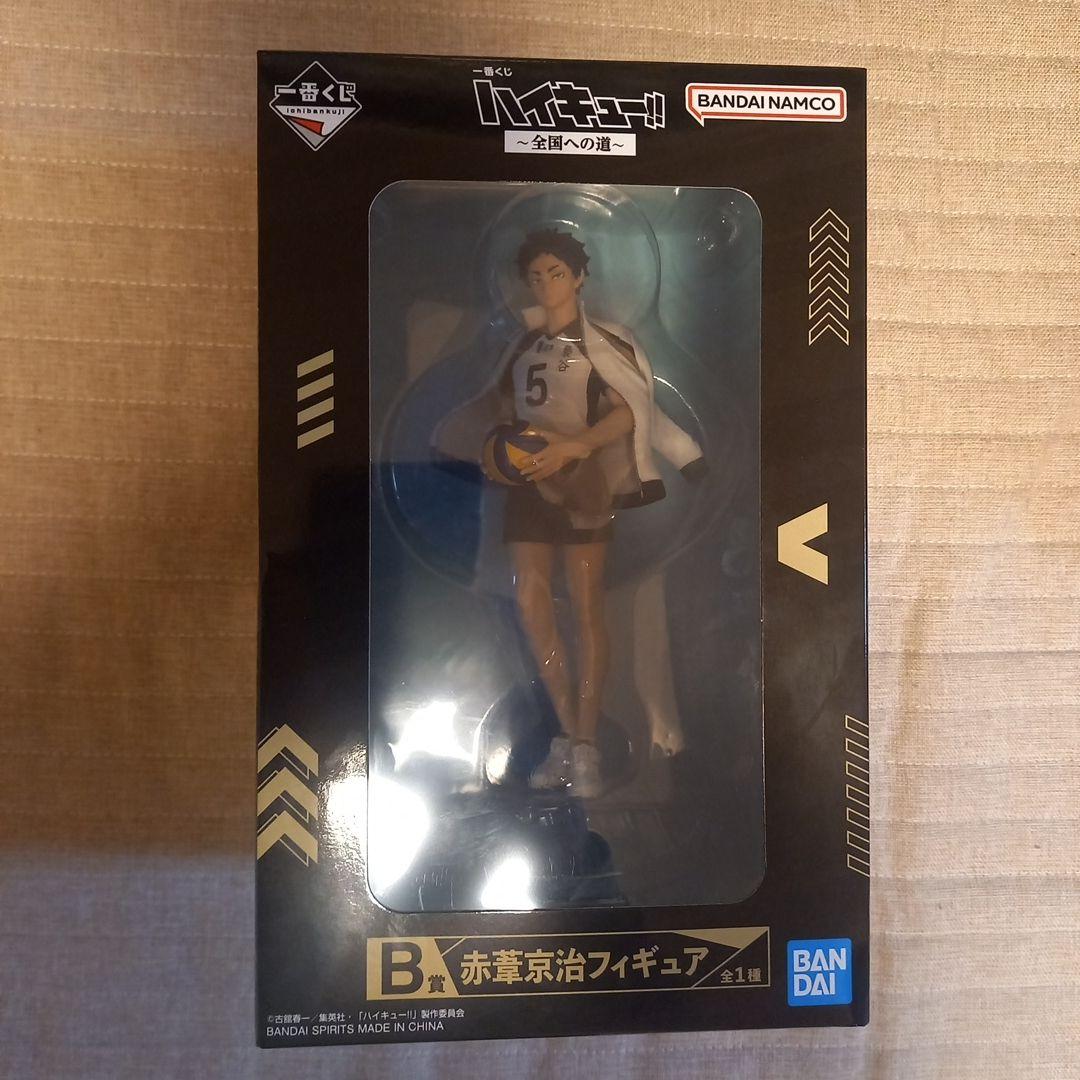 一番くじ
ichibankuji
一番くじ
ハイキュー!!
～全国への道～
BANDAI NAMCO
5
谷
B賞
赤葦京治フィギュア
全1種
BAN
DAI
©古舘春一／集英社・「ハイキュー!!」製作委員会
BANDAI SPIRITS MADE IN CHINA